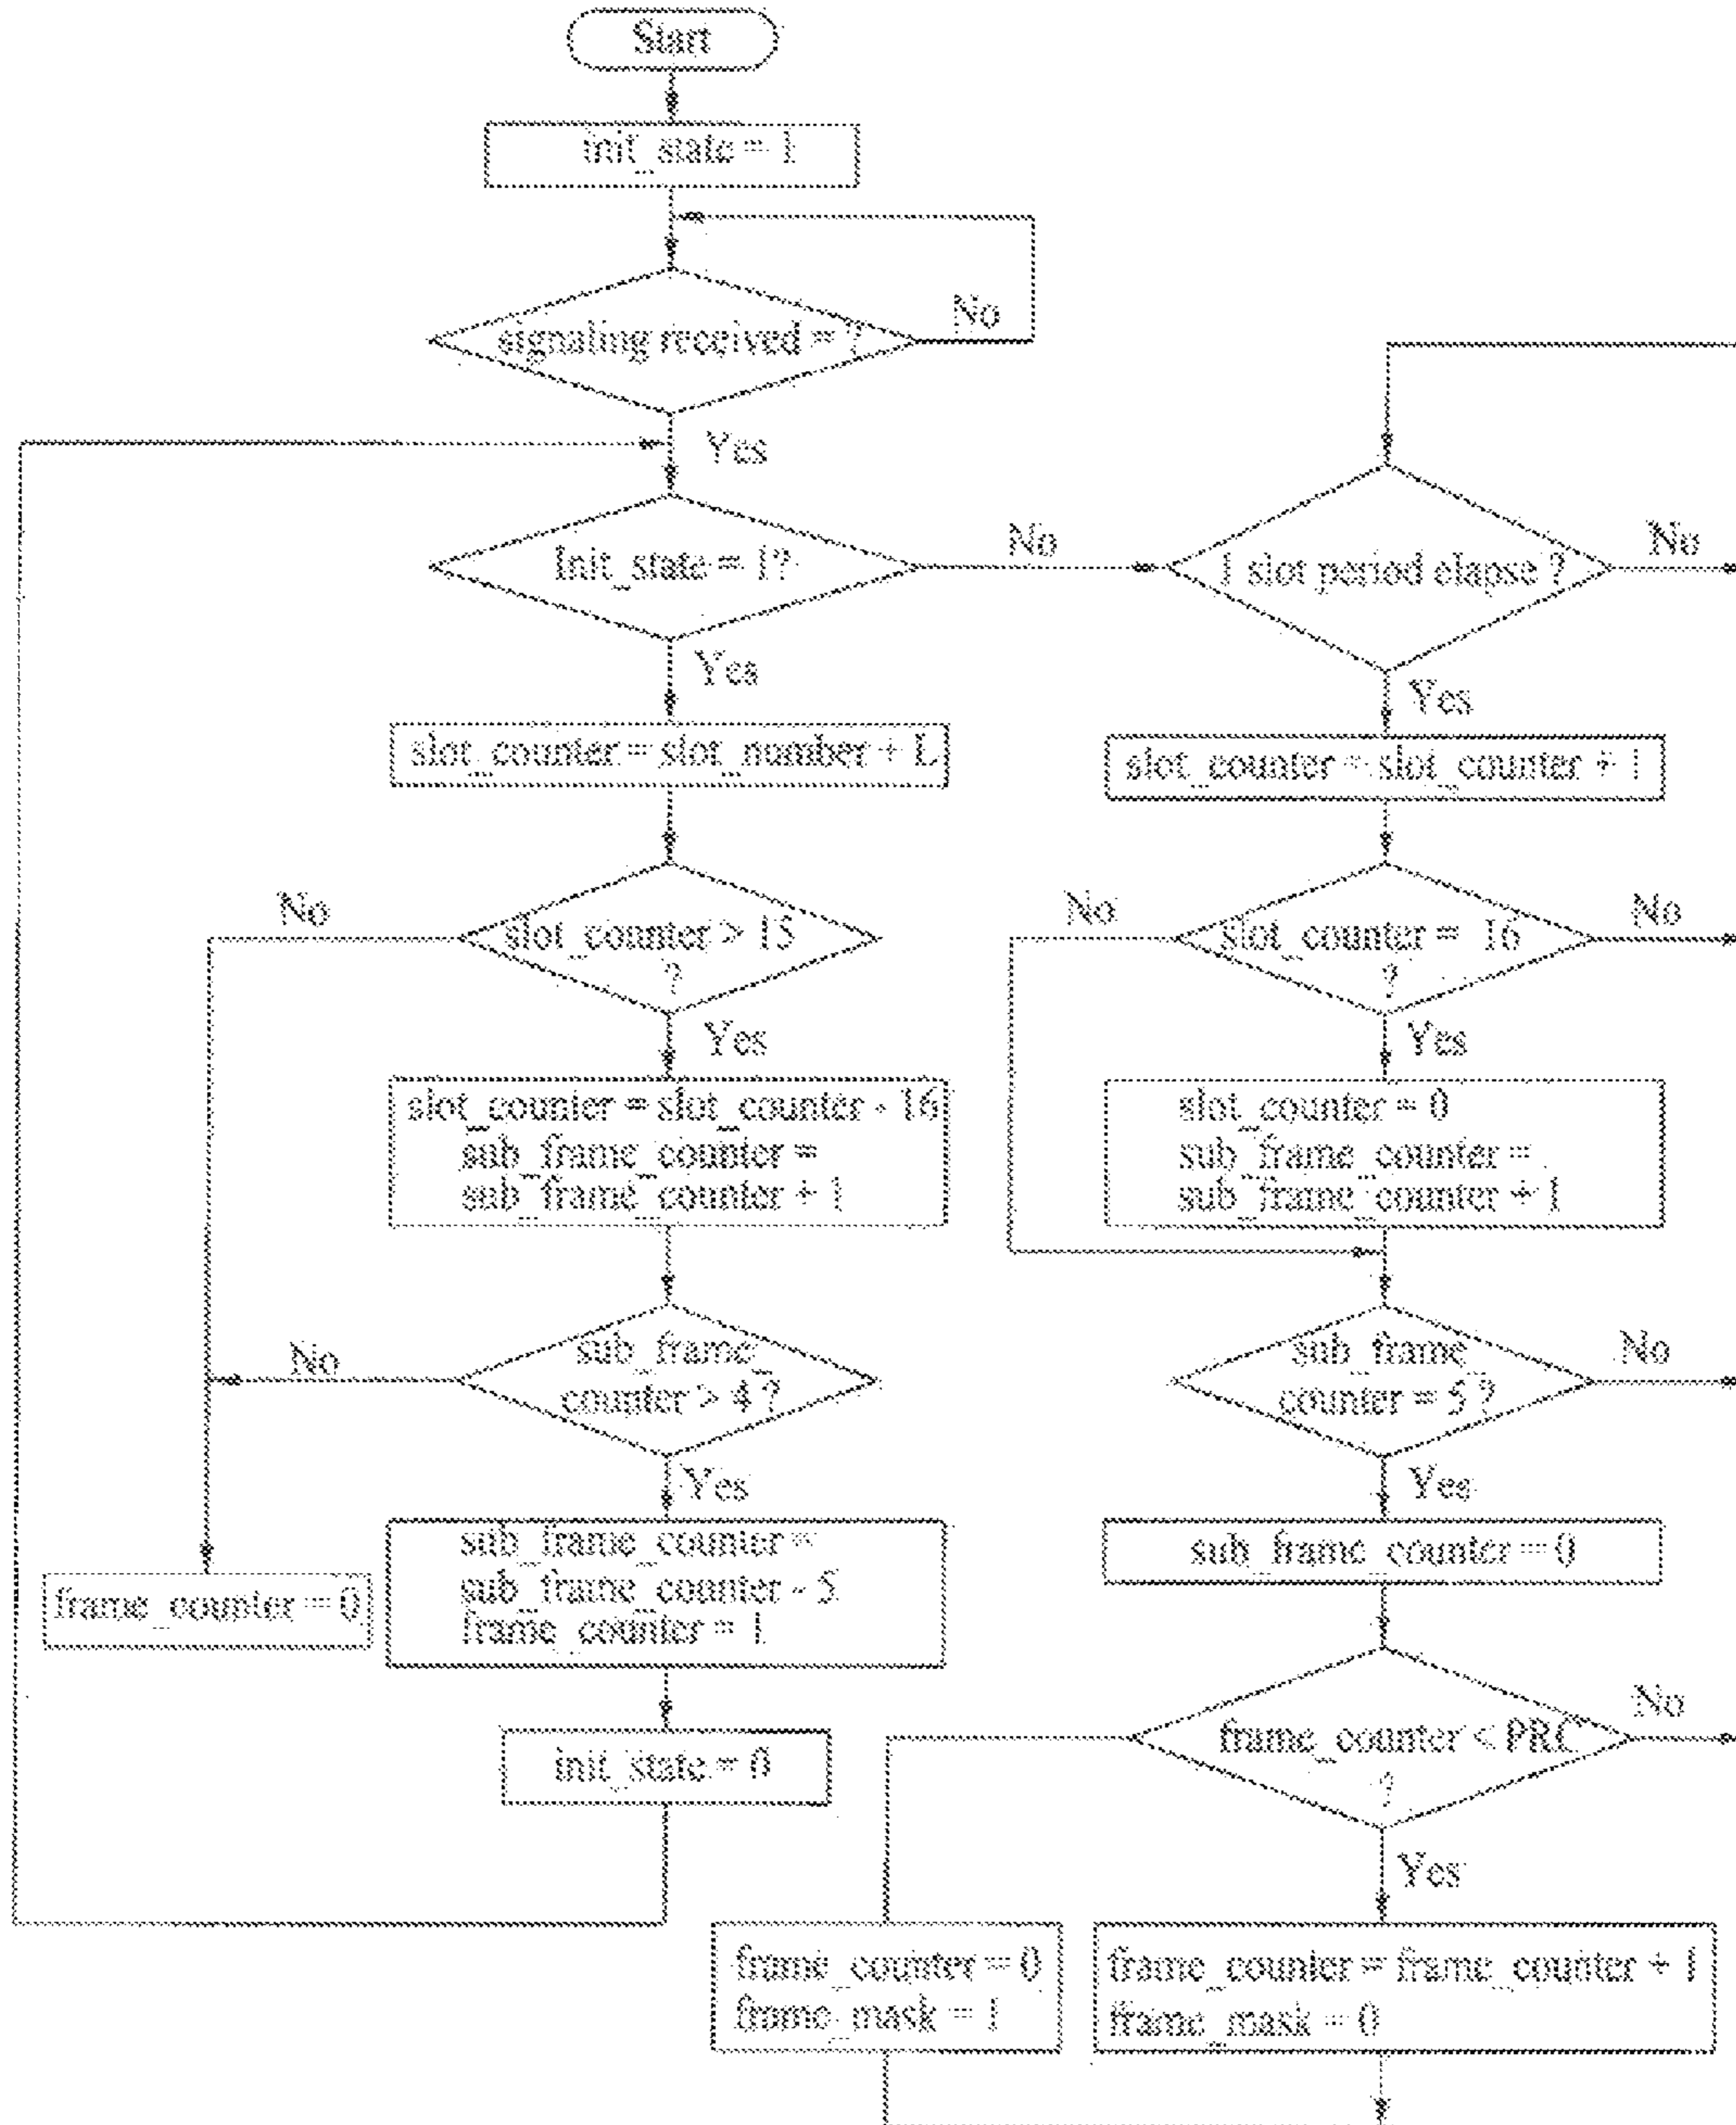 Start
init_state = 1
signaling received = ?
No
Yes
Init_state = 1?
No
1 slot period elapse ?
No
Yes
Yes
slot_counter = slot_number + L
slot_counter = slot_counter + 1
No
slot_counter > 15
?
No
slot_counter = 16
?
No
Yes
Yes
slot_counter = slot_counter - 16
sub_frame_counter =
sub_frame_counter + 1
slot_counter = 0
sub_frame_counter =
sub_frame_counter + 1
No
sub_frame_
counter > 4 ?
sub_frame_
counter = 5 ?
No
Yes
Yes
frame_counter = 0
sub_frame_counter =
sub_frame_counter - 5
frame_counter = 1
sub_frame_counter = 0
init_state = 0
frame_counter < PRC
?
No
Yes
frame_counter = 0
frame_mask = 1
frame_counter = frame_counter + 1
fframe_mask = 0